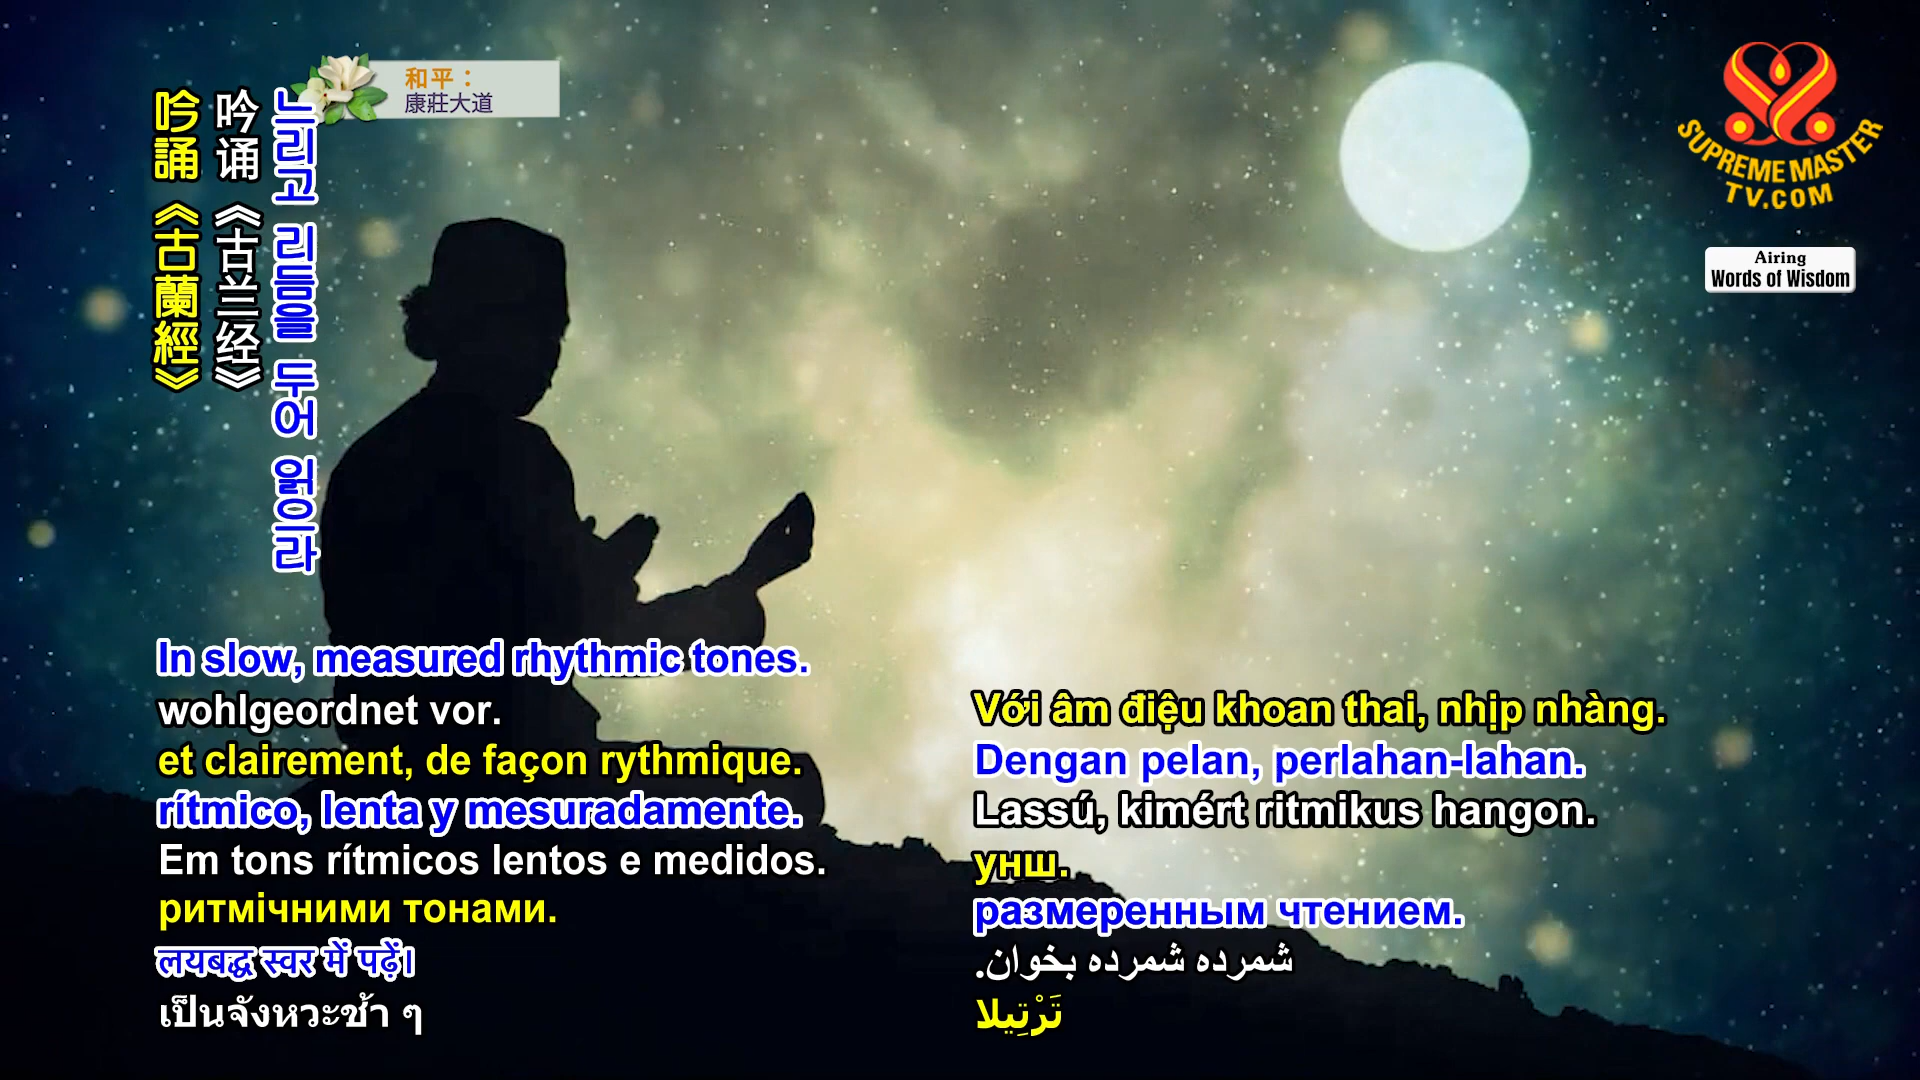 吟誦《古蘭經》
吟诵《古兰经》
느리고 리듬을 두어 읽으라
和平：
康莊大道
SUPREME MASTER
TV.COM
Airing
Words of Wisdom
In slow, measured rhythmic tones.
wohlgeordnet vor.
et clairement, de façon rythmique.
rítmico, lenta y mesuradamente.
Em tons rítmicos lentos e medidos.
ритмічними тонами.
लयबद्ध स्वर में पढ़ें।
เป็นจังหวะช้า ๆ
Với âm điệu khoan thai, nhịp nhàng.
Dengan pelan, perlahan-lahan.
Lassú, kimért ritmikus hangon.
унш.
размеренным чтением.
شمرده شمرده بخوان.
تَرْتِيلا